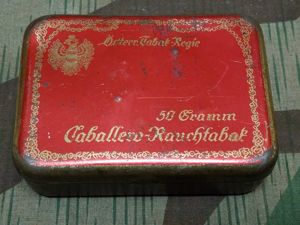 Österr. Tabak-Regie
50 Gramm
Caballero-Rauchtabak